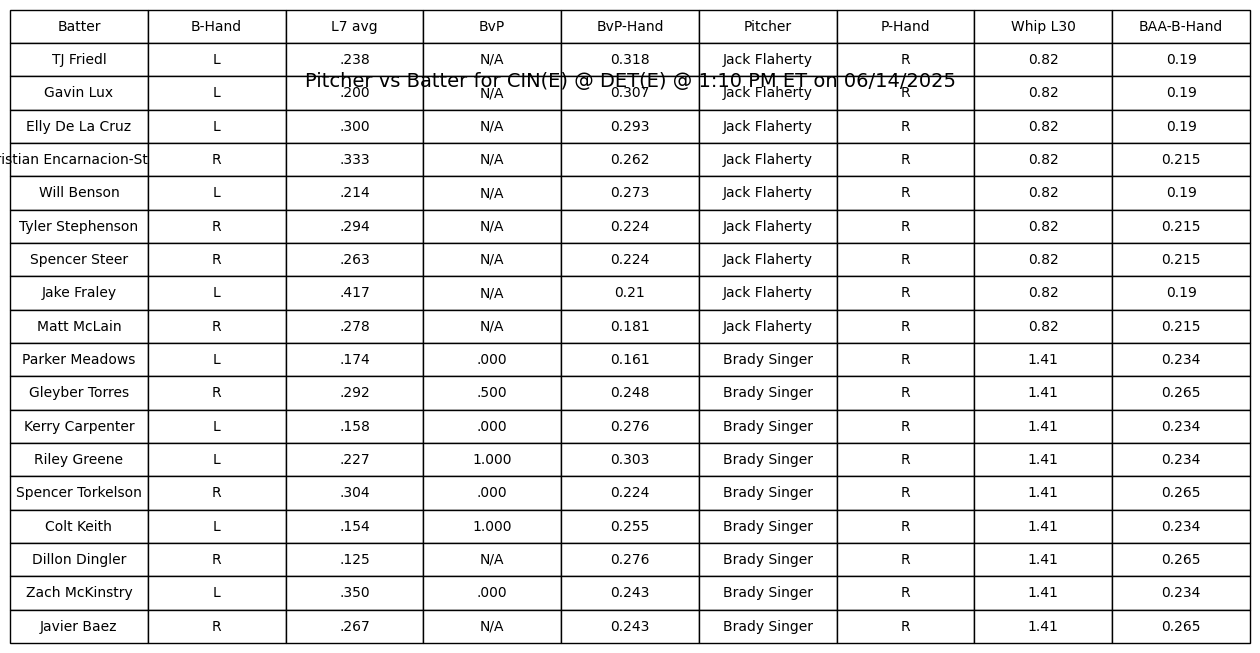 Batter B-Hand L7 avg BvP BvP-Hand Pitcher P-Hand Whip L30 BAA-B-Hand
TJ Friedl L .238 N/A 0.318 Jack Flaherty R 0.82 0.19
Pitcher vs Batter for CIN(E) @ DET(E) @ 1:10 PM ET on 06/14/2025
Gavin Lux L .200 N/A 0.307 Jack Flaherty R 0.82 0.19
Elly De La Cruz L .300 N/A 0.293 Jack Flaherty R 0.82 0.19
ristian Encarnacion-St R .333 N/A 0.262 Jack Flaherty R 0.82 0.215
Will Benson L .214 N/A 0.273 Jack Flaherty R 0.82 0.19
Tyler Stephenson R .294 N/A 0.224 Jack Flaherty R 0.82 0.215
Spencer Steer R .263 N/A 0.224 Jack Flaherty R 0.82 0.215
Jake Fraley L .417 N/A 0.21 Jack Flaherty R 0.82 0.19
Matt McLain R .278 N/A 0.181 Jack Flaherty R 0.82 0.215
Parker Meadows L .174 .000 0.161 Brady Singer R 1.41 0.234
Gleyber Torres R .292 .500 0.248 Brady Singer R 1.41 0.265
Kerry Carpenter L .158 .000 0.276 Brady Singer R 1.41 0.234
Riley Greene L .227 1.000 0.303 Brady Singer R 1.41 0.234
Spencer Torkelson R .304 .000 0.224 Brady Singer R 1.41 0.265
Colt Keith L .154 1.000 0.255 Brady Singer R 1.41 0.234
Dillon Dingler R .125 N/A 0.276 Brady Singer R 1.41 0.265
Zach McKinstry L .350 .000 0.243 Brady Singer R 1.41 0.234
Javier Baez R .267 N/A 0.243 Brady Singer R 1.41 0.265